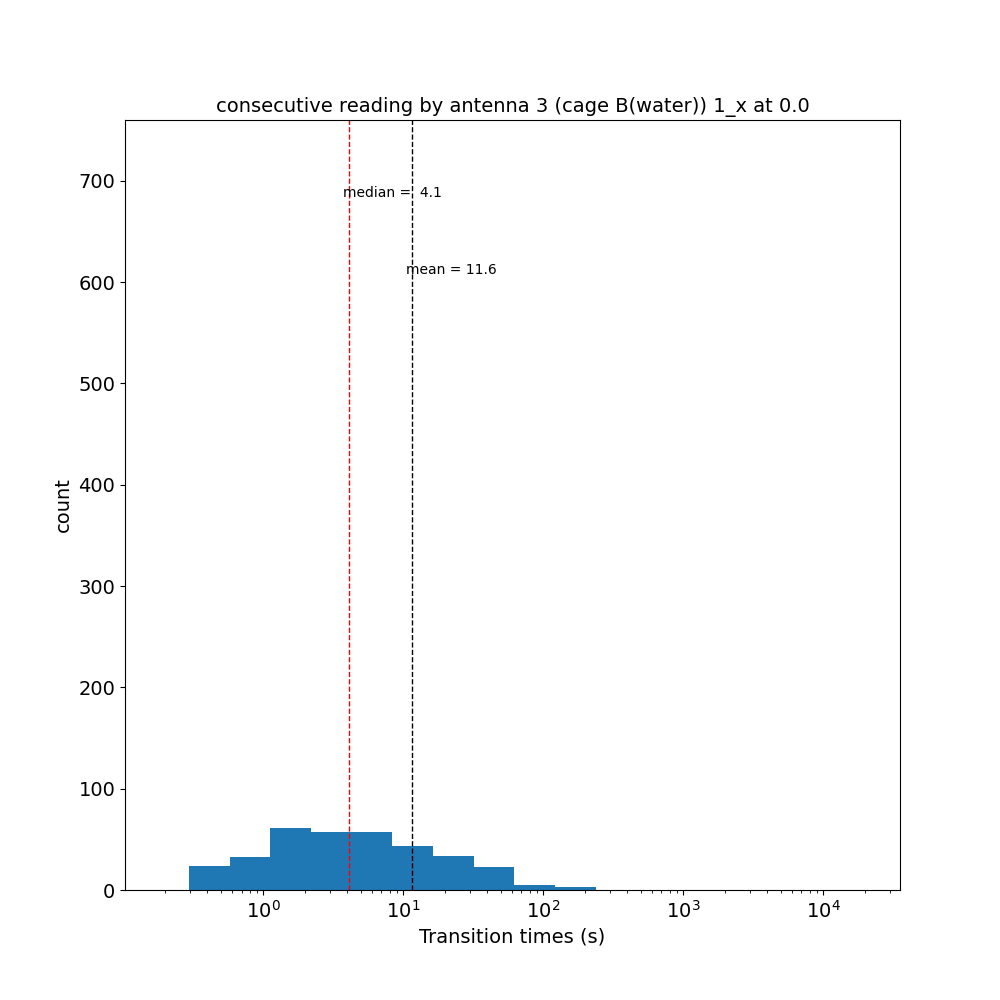 consecutive reading by antenna 3 (cage B(water)) 1_x at 0.0
700
median =  4.1
mean = 11.6
600
500
count
400
300
200
100
0
10^0 10^1 10^2 10^3 10^4
Transition times (s)